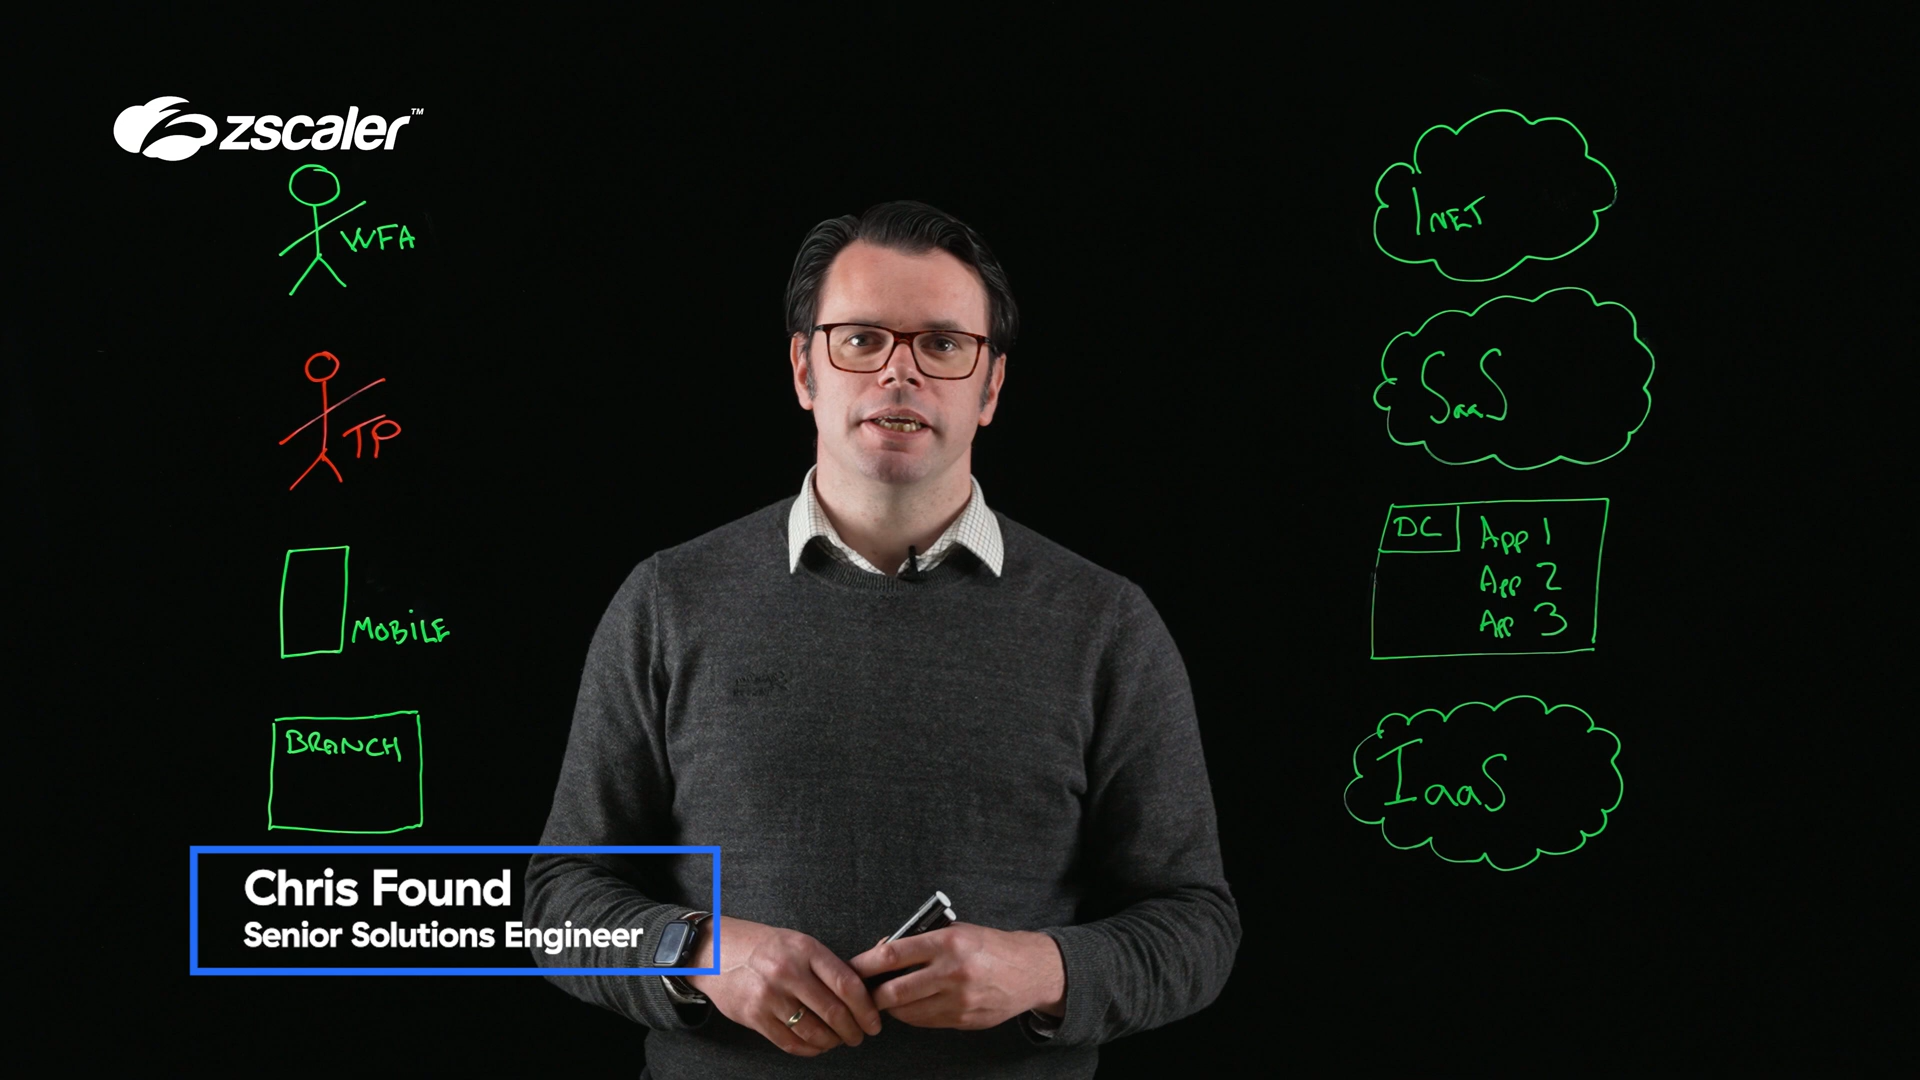 zscaler™
WFA
TP
MOBILE
BRANCH
Chris Found
Senior Solutions Engineer
INET
SaaS
DC
App 1
App 2
App 3
IaaS